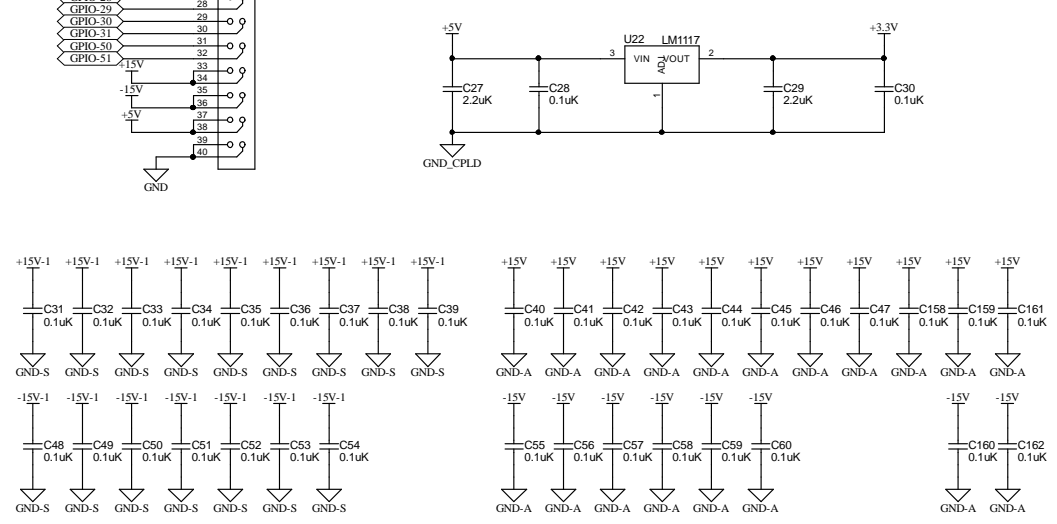 28
GPIO-29
29
GPIO-30
30
GPIO-31
31
GPIO-50
32
GPIO-51
+15V
33
34
-15V
35
36
+5V
37
38
39
40
GND
+5V
+3.3V
U22 LM1117
3 VIN VOUT 2
ADJ
1
C27
2.2uK
C28
0.1uK
C29
2.2uK
C30
0.1uK
GND_CPLD
+15V-1 +15V-1 +15V-1 +15V-1 +15V-1 +15V-1 +15V-1 +15V-1 +15V-1
C31 C32 C33 C34 C35 C36 C37 C38 C39
0.1uK 0.1uK 0.1uK 0.1uK 0.1uK 0.1uK 0.1uK 0.1uK 0.1uK
GND-S GND-S GND-S GND-S GND-S GND-S GND-S GND-S GND-S
+15V +15V +15V +15V +15V +15V +15V +15V +15V +15V +15V
C40 C41 C42 C43 C44 C45 C46 C47 C158 C159 C161
0.1uK 0.1uK 0.1uK 0.1uK 0.1uK 0.1uK 0.1uK 0.1uK 0.1uK 0.1uK 0.1uK
GND-A GND-A GND-A GND-A GND-A GND-A GND-A GND-A GND-A GND-A GND-A
-15V-1 -15V-1 -15V-1 -15V-1 -15V-1 -15V-1 -15V-1
C48 C49 C50 C51 C52 C53 C54
0.1uK 0.1uK 0.1uK 0.1uK 0.1uK 0.1uK 0.1uK
GND-S GND-S GND-S GND-S GND-S GND-S GND-S
-15V -15V -15V -15V -15V -15V -15V -15V
C55 C56 C57 C58 C59 C60 C160 C162
0.1uK 0.1uK 0.1uK 0.1uK 0.1uK 0.1uK 0.1uK 0.1uK
GND-A GND-A GND-A GND-A GND-A GND-A GND-A GND-A